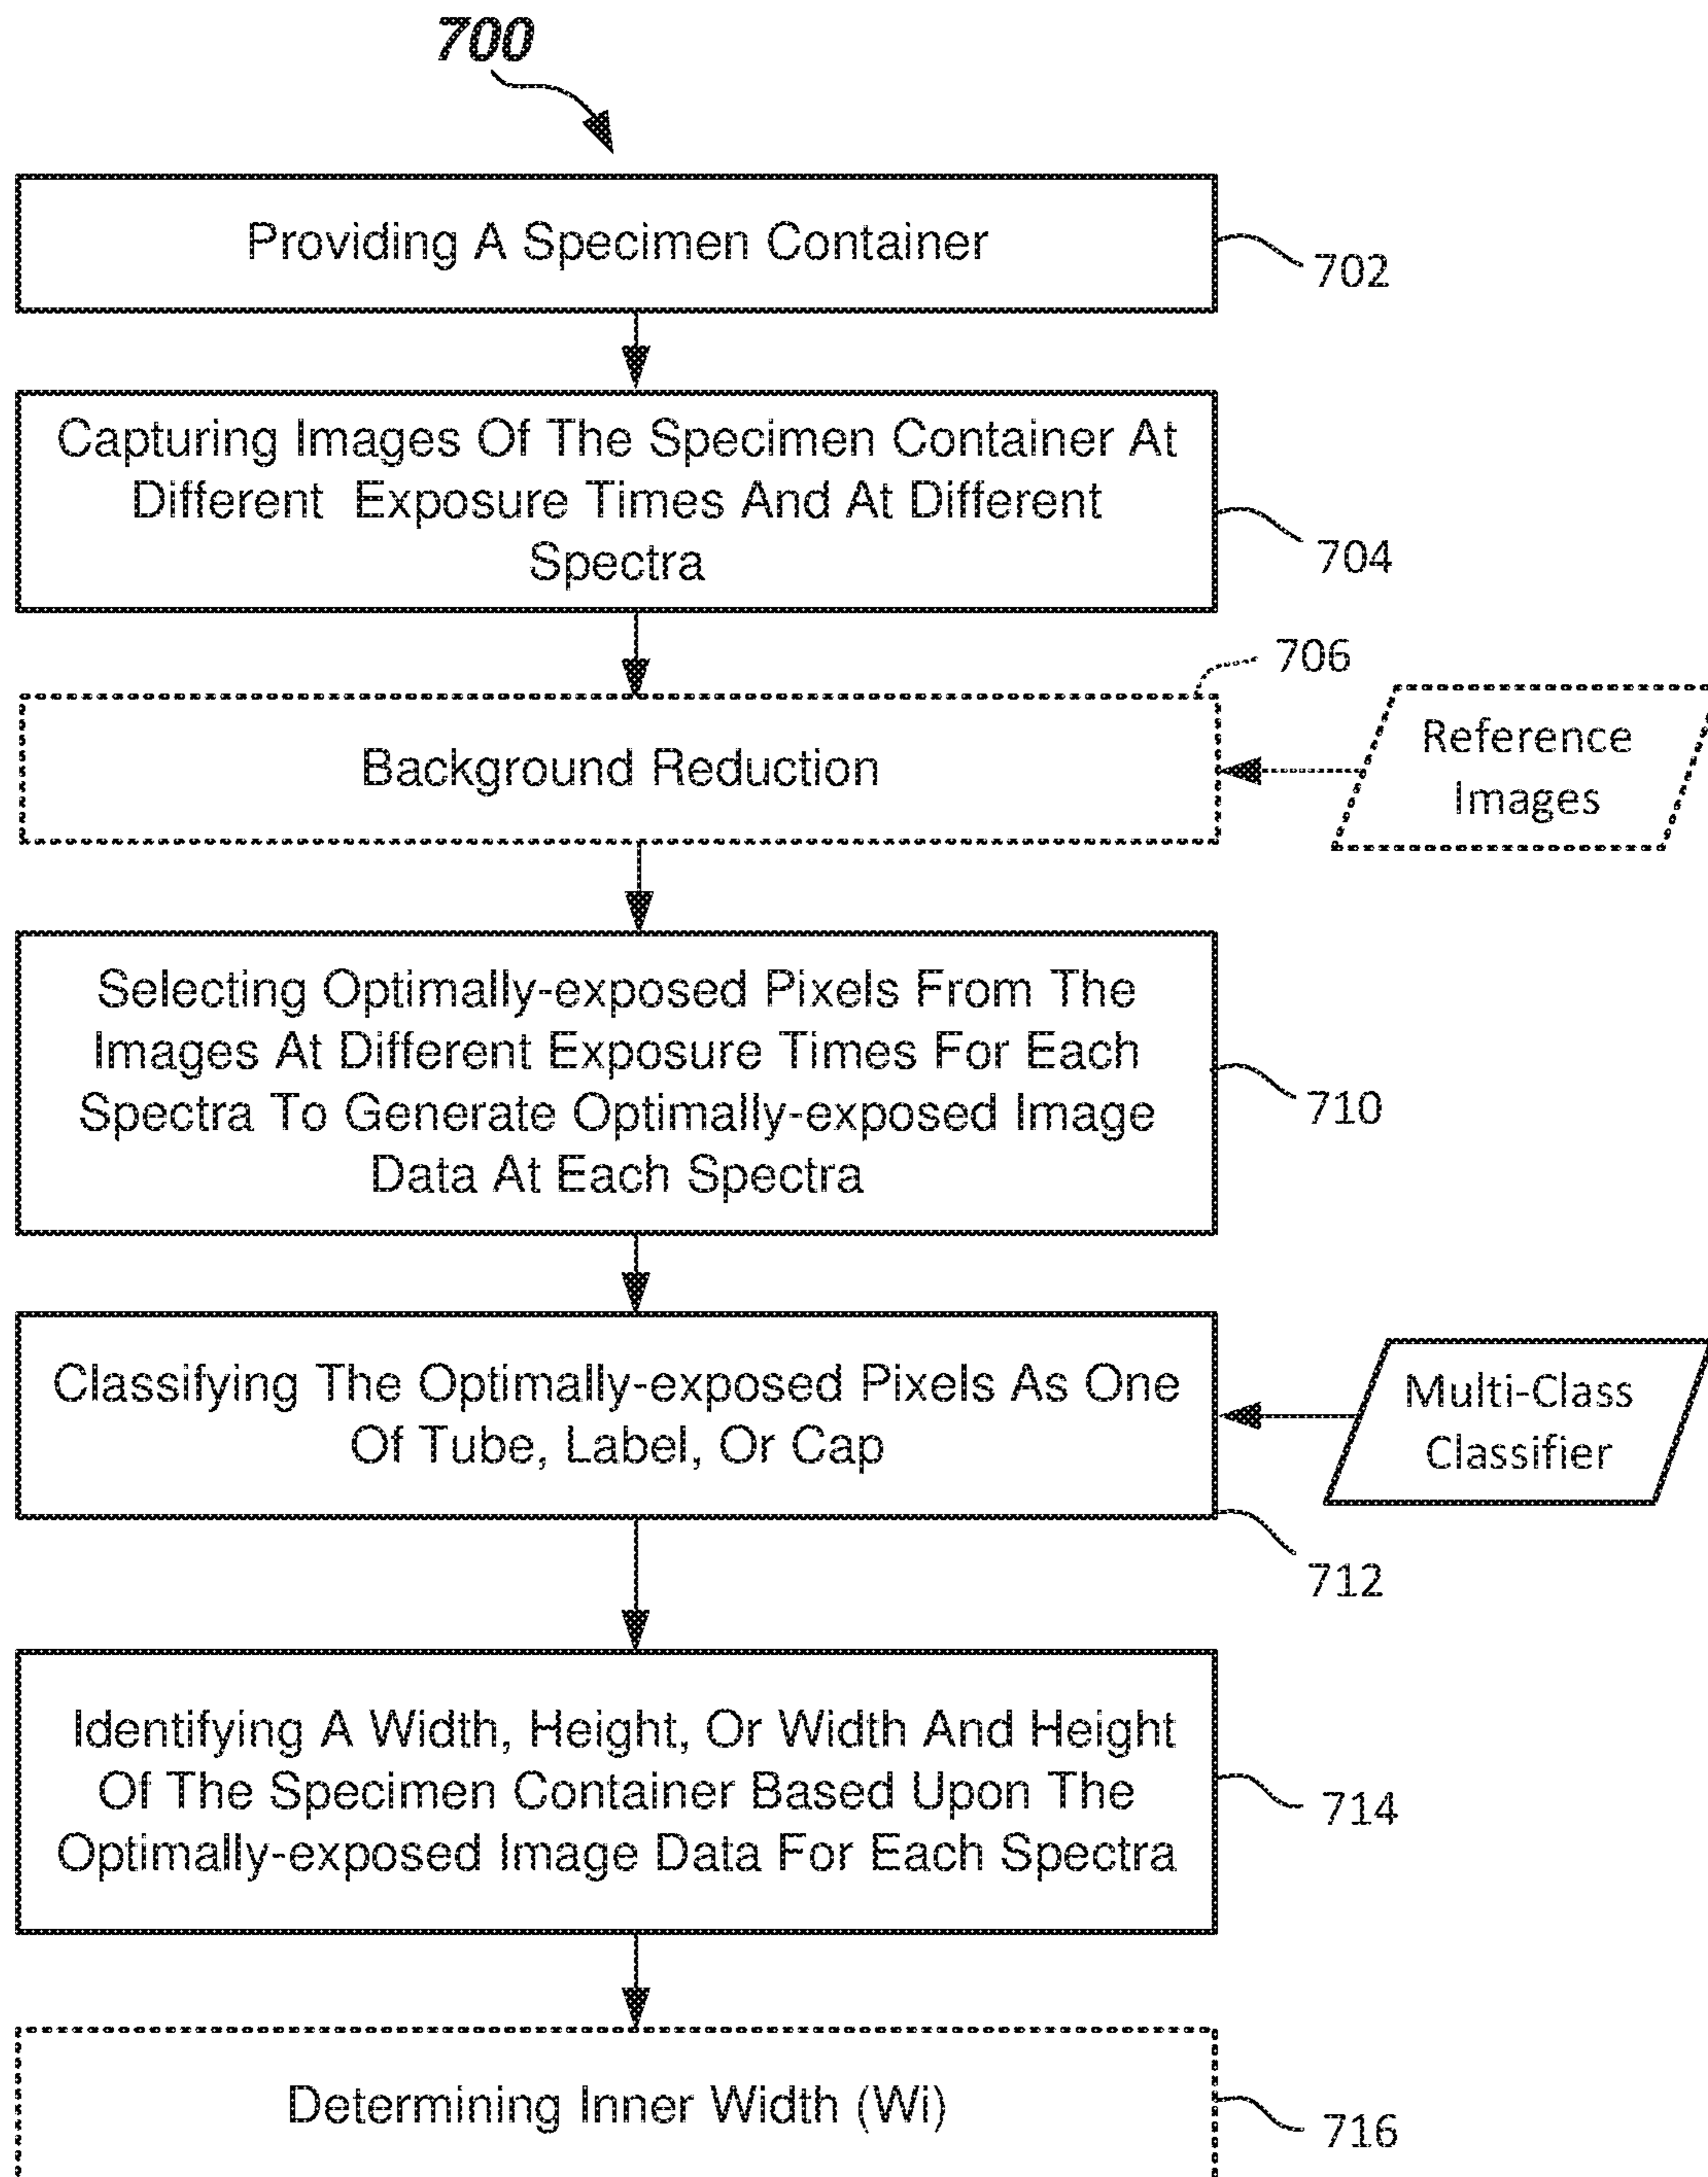 700
Providing A Specimen Container
702
Capturing Images Of The Specimen Container At
Different Exposure Times And At Different
Spectra
704
706
Background Reduction
Reference
Images
Selecting Optimally-exposed Pixels From The
Images At Different Exposure Times For Each
Spectra To Generate Optimally-exposed Image
Data At Each Spectra
710
Classifying The Optimally-exposed Pixels As One
Of Tube, Label, Or Cap
Multi-Class
Classifier
712
Identifying A Width, Height, Or Width And Height
Of The Specimen Container Based Upon The
Optimally-exposed Image Data For Each Spectra
714
Determining Inner Width (Wi)
716